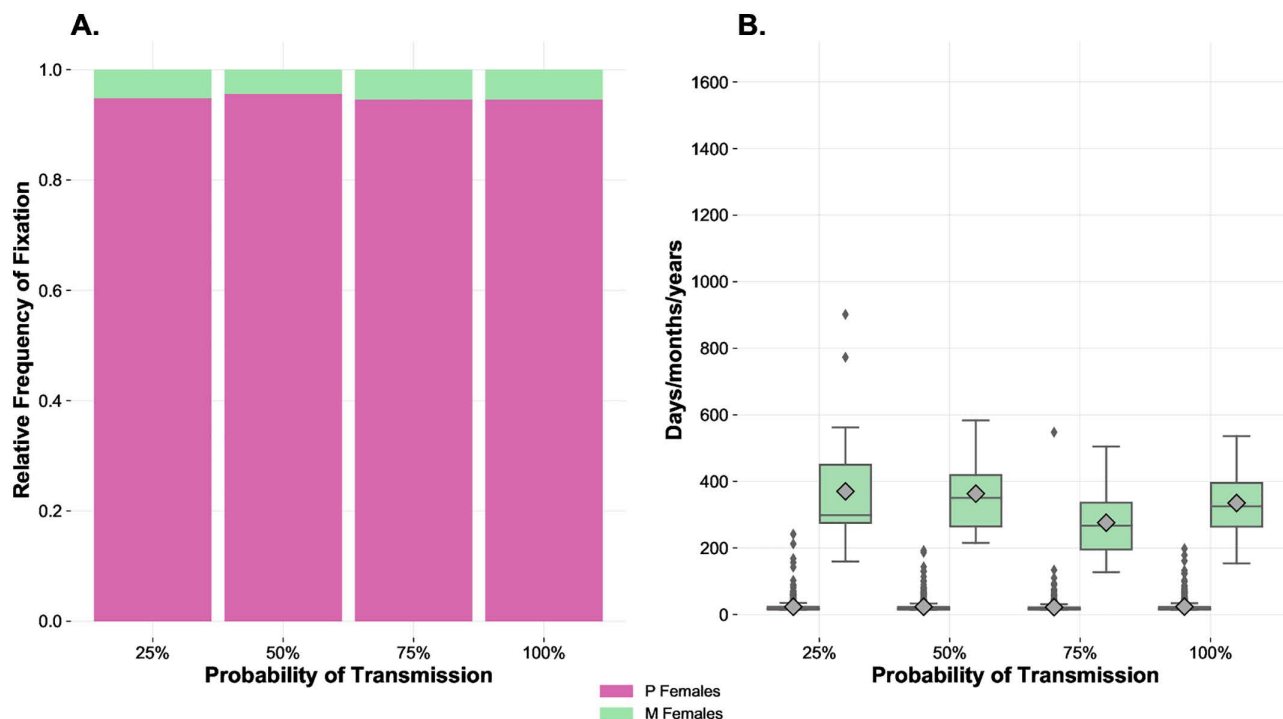 A.
Relative Frequency of Fixation
1.0
0.8
0.6
0.4
0.2
0.0
25% 50% 75% 100%
Probability of Transmission
B.
Days/months/years
1600
1400
1200
1000
800
600
400
200
0
25% 50% 75% 100%
Probability of Transmission
P Females
M Females